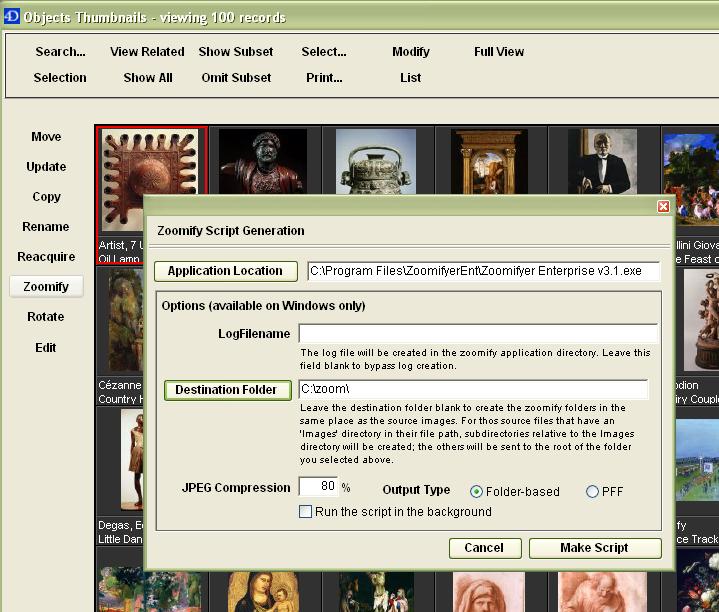 Objects Thumbnails - viewing 100 records
Search... View Related Show Subset Select... Modify Full View
Selection Show All Omit Subset Print... List
Move
Update
Copy
Rename
Reacquire
Zoomify
Rotate
Edit
Artist, 7 U
Oil Lamp
llini Giova
e Feast o
Cézanne
Country H
odion
iry Couple
Degas, E
Little Dan
fy
ce Track
Zoomify Script Generation
Application Location C:\Program Files\ZoomifyerEnt\Zoomifyer Enterprise v3.1.exe
Options (available on Windows only)
LogFilename
The log file will be created in the zoomify application directory. Leave this
field blank to bypass log creation.
Destination Folder C:\zoom\
Leave the destination folder blank to create the zoomify folders in the
same place as the source images. For thos source files that have an
'Images' directory in their file path, subdirectories relative to the Images
directory will be created; the others will be sent to the root of the folder
you selected above.
JPEG Compression 80 % Output Type Folder-based PFF
Run the script in the background
Cancel Make Script